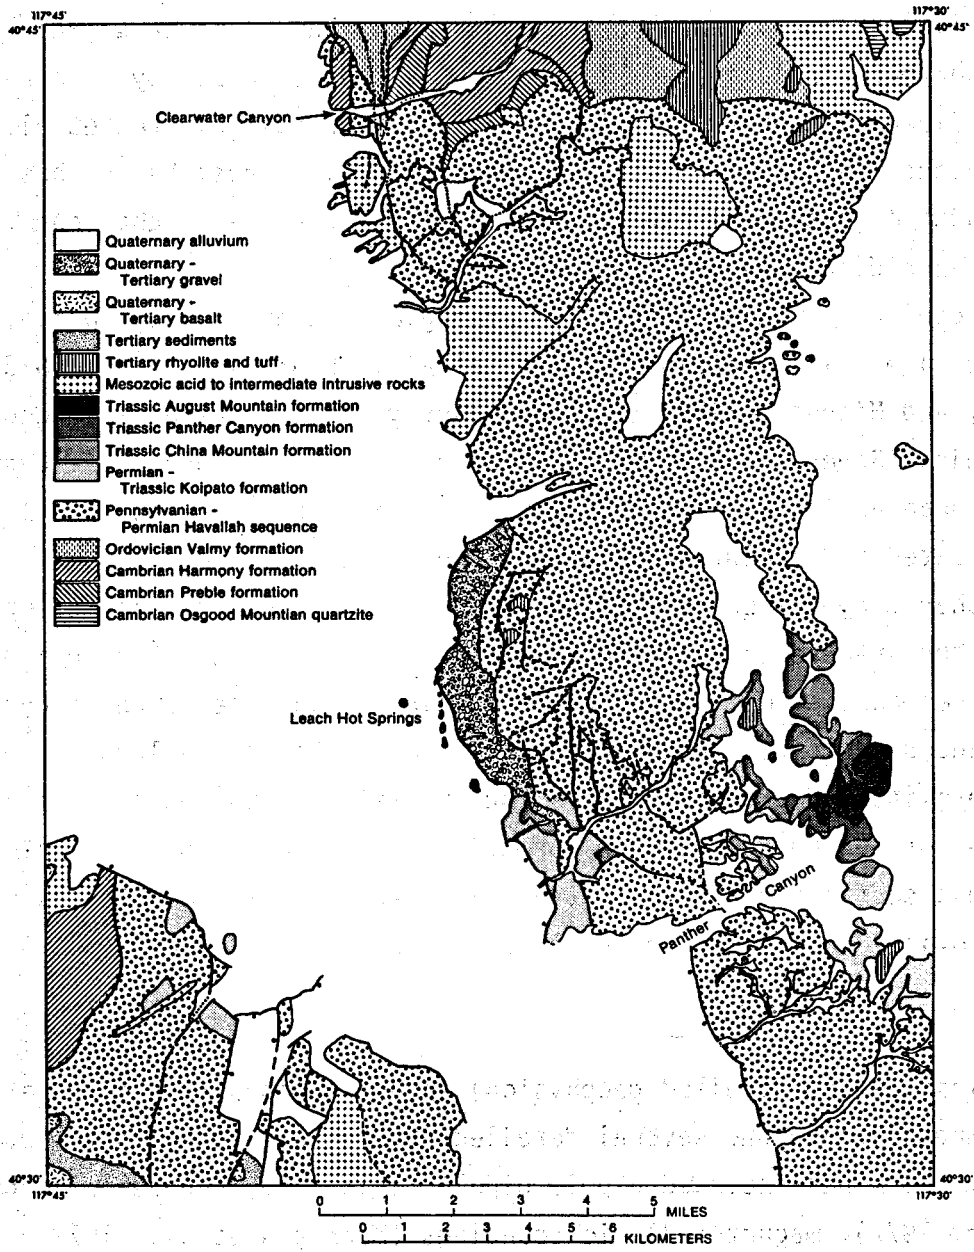 117°45'
117°30'
40°45'
40°45'
Clearwater Canyon
Quaternary alluvium
Quaternary -
Tertiary gravel
Quaternary -
Tertiary basalt
Tertiary sediments
Tertiary rhyolite and tuff
Mesozoic acid to intermediate intrusive rocks
Triassic August Mountain formation
Triassic Panther Canyon formation
Triassic China Mountain formation
Permian -
Triassic Koipato formation
Pennsylvanian -
Permian Havallah sequence
Ordovician Valmy formation
Cambrian Harmony formation
Cambrian Preble formation
Cambrian Osgood Mountian quartzite
Leach Hot Springs
Panther Canyon
40°30'
40°30'
117°45'
117°30'
0 1 2 3 4 5
MILES
0 1 2 3 4 5 6
KILOMETERS